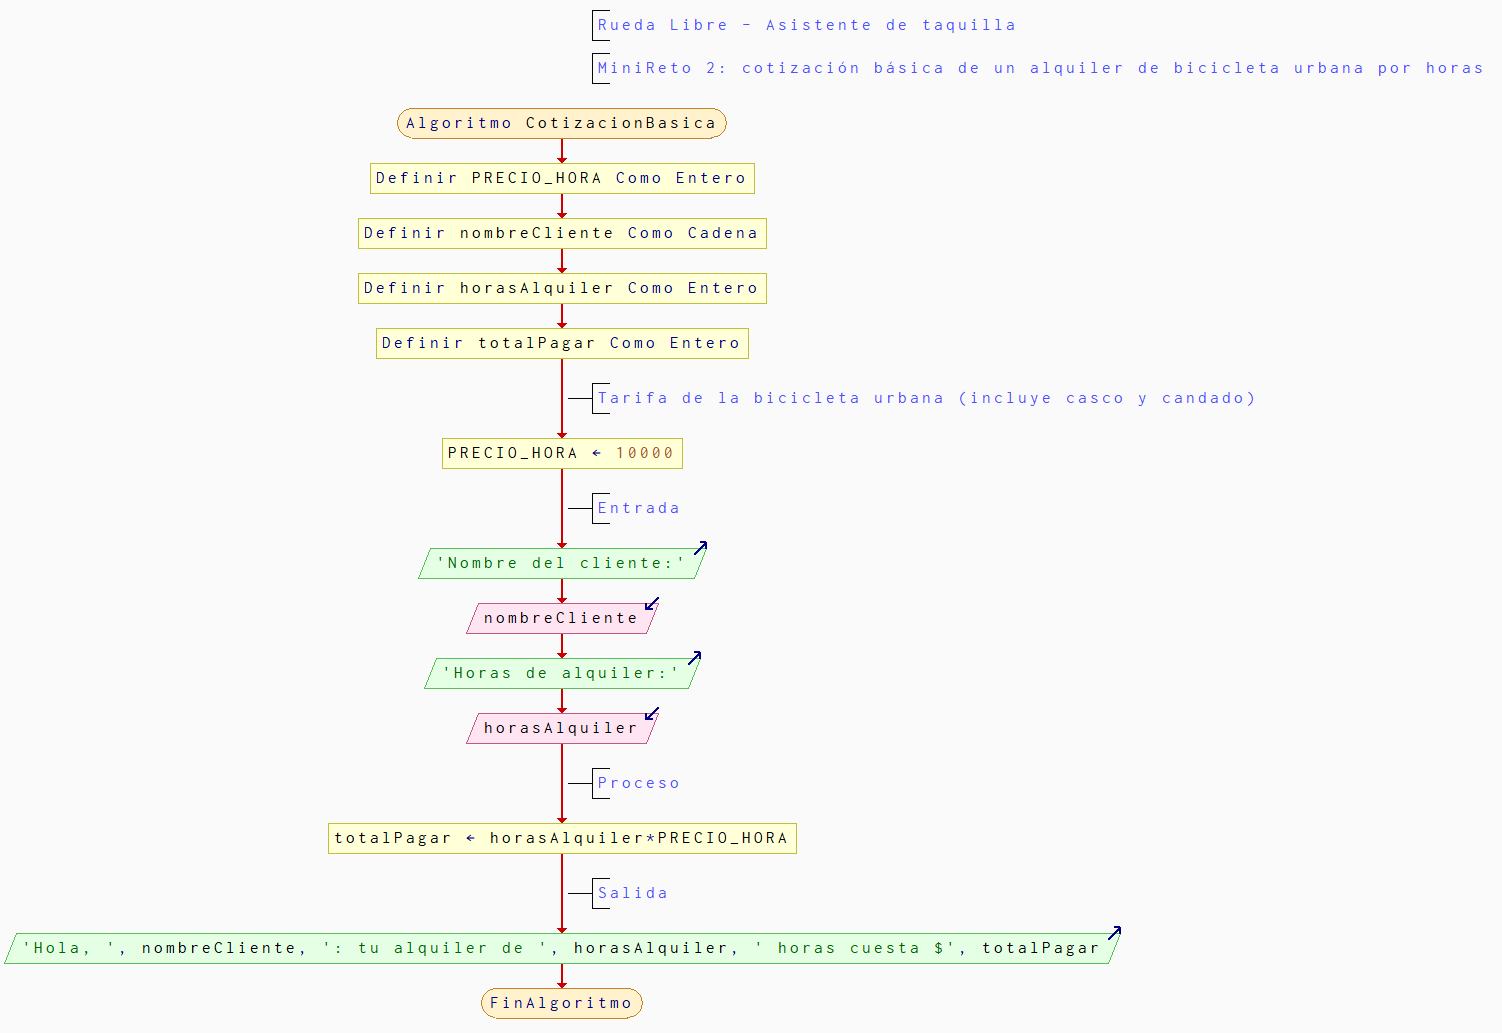 Rueda Libre – Asistente de taquilla
MiniReto 2: cotización básica de un alquiler de bicicleta urbana por horas
Algoritmo CotizacionBasica
Definir PRECIO_HORA Como Entero
Definir nombreCliente Como Cadena
Definir horasAlquiler Como Entero
Definir totalPagar Como Entero
Tarifa de la bicicleta urbana (incluye casco y candado)
PRECIO_HORA ← 10000
Entrada
'Nombre del cliente:'
nombreCliente
'Horas de alquiler:'
horasAlquiler
Proceso
totalPagar ← horasAlquiler*PRECIO_HORA
Salida
'Hola, ', nombreCliente, ': tu alquiler de ', horasAlquiler, ' horas cuesta $', totalPagar
FinAlgoritmo